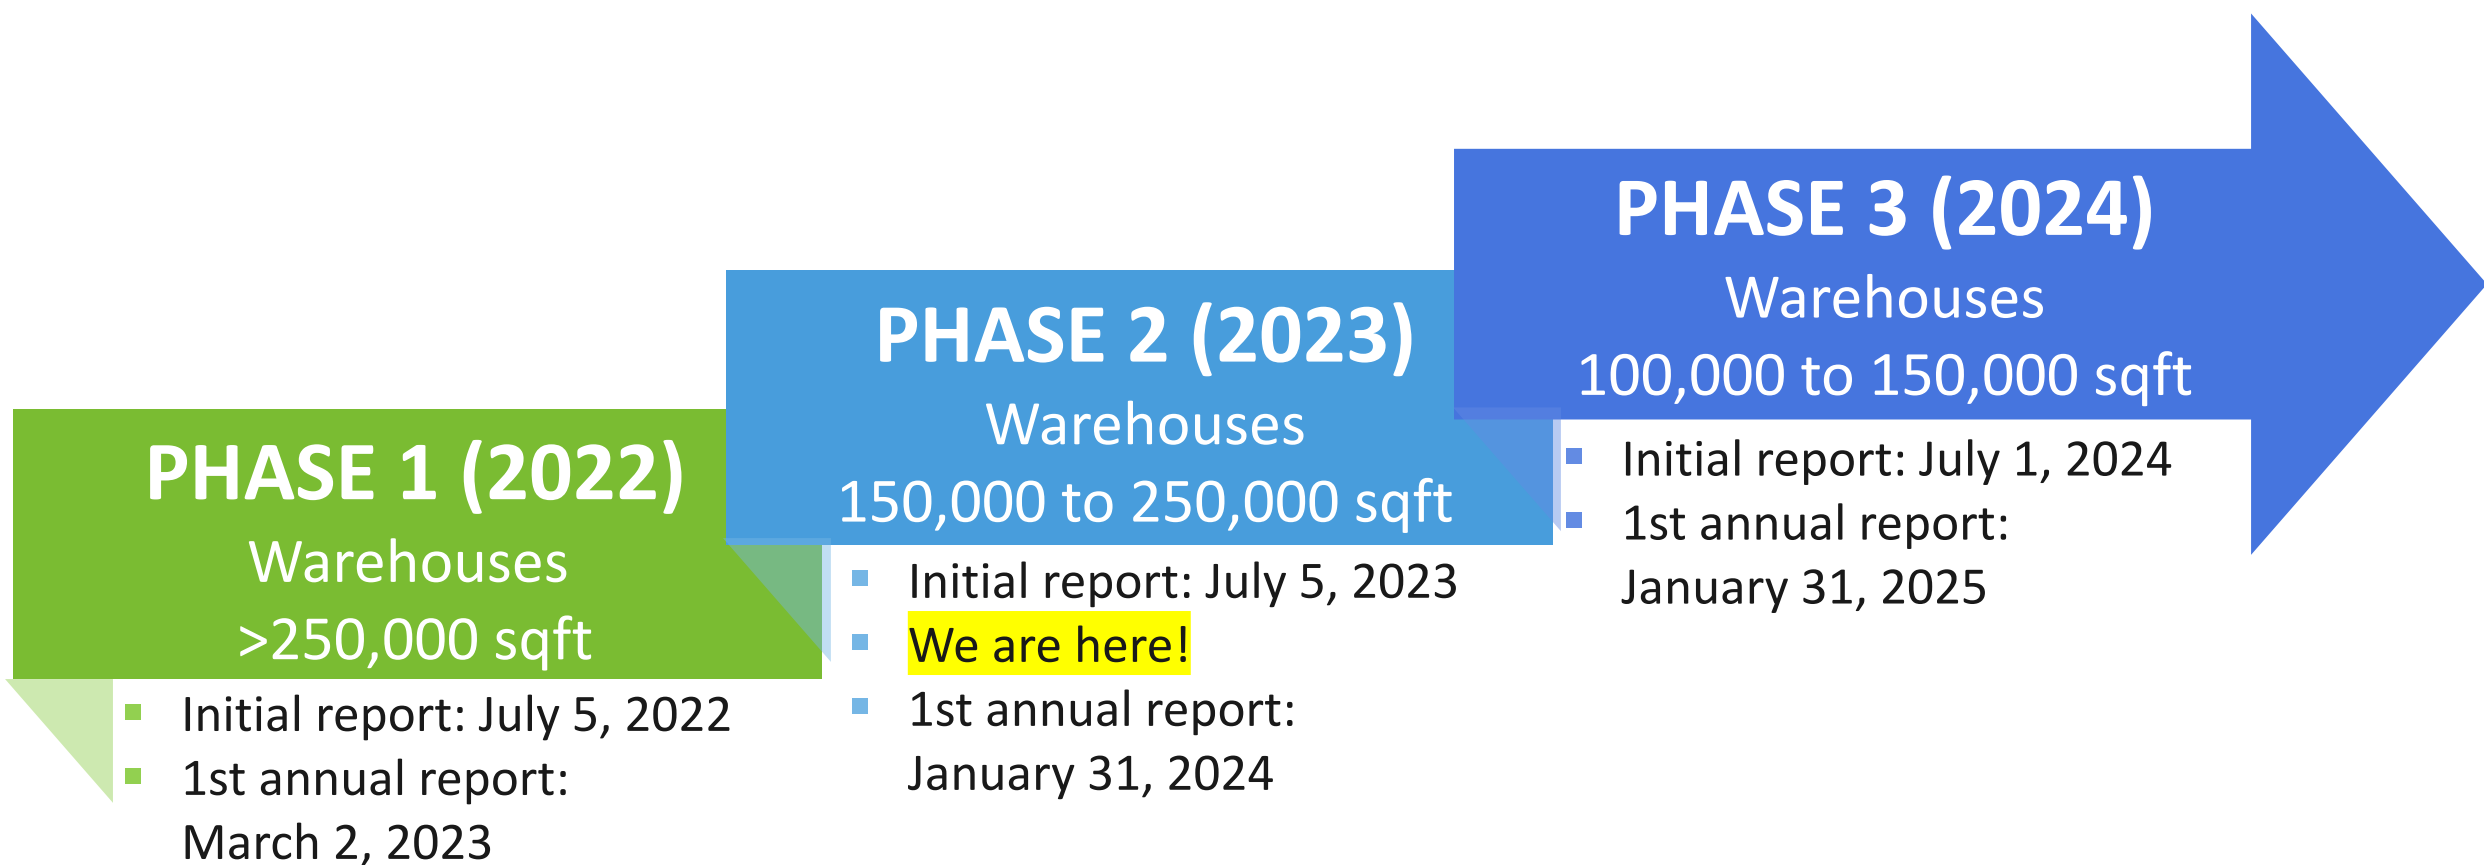 PHASE 1 (2022)
Warehouses
>250,000 sqft
Initial report: July 5, 2022
1st annual report:
March 2, 2023
PHASE 2 (2023)
Warehouses
150,000 to 250,000 sqft
Initial report: July 5, 2023
We are here!
1st annual report:
January 31, 2024
PHASE 3 (2024)
Warehouses
100,000 to 150,000 sqft
Initial report: July 1, 2024
1st annual report:
January 31, 2025